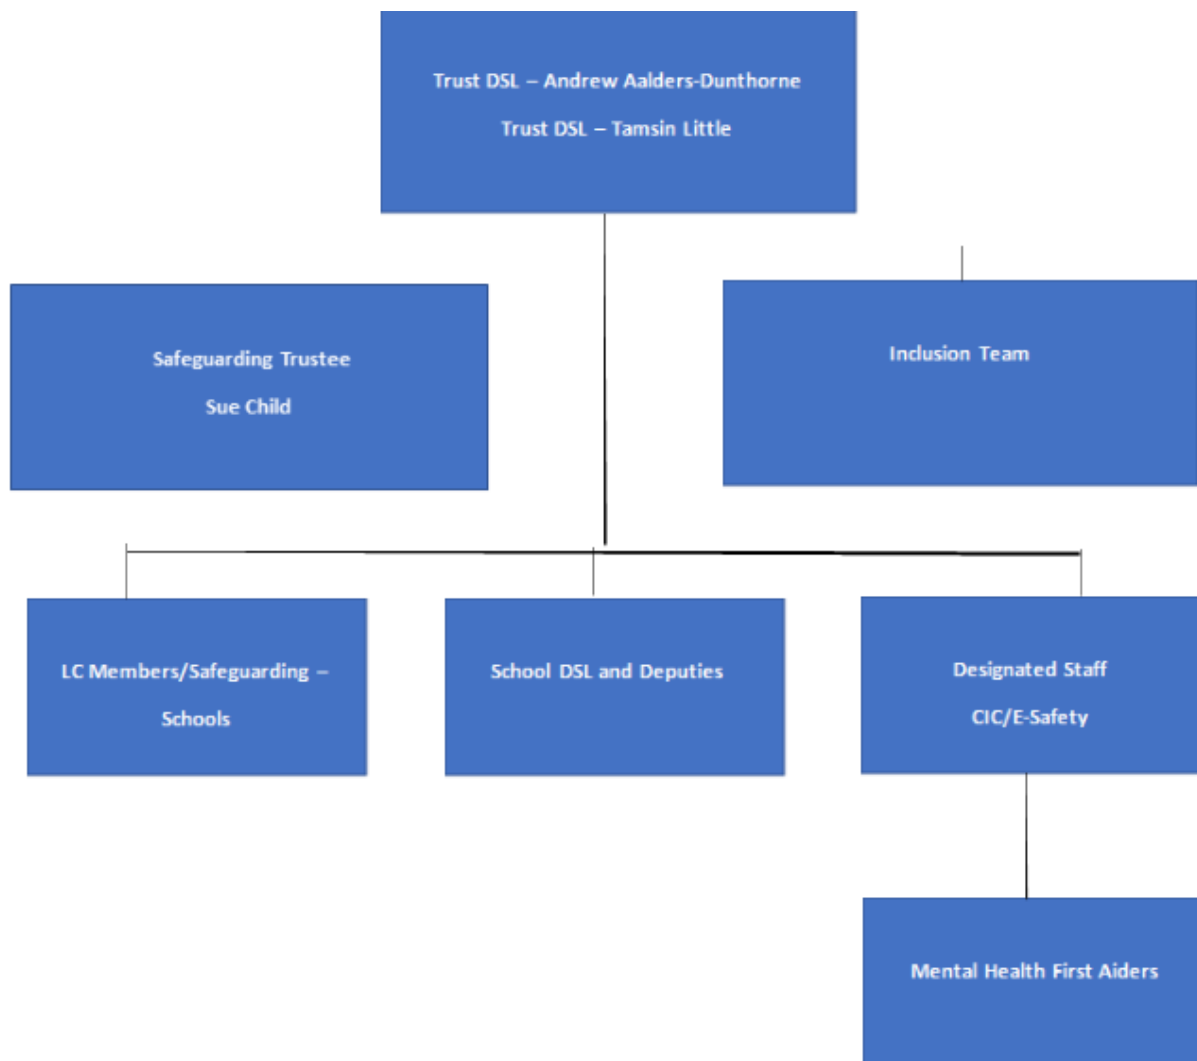 Trust DSL – Andrew Aalders-Dunthorne
Trust DSL – Tamsin Little
Safeguarding Trustee
Sue Child
Inclusion Team
LC Members/Safeguarding –
Schools
School DSL and Deputies
Designated Staff
CIC/E-Safety
Mental Health First Aiders